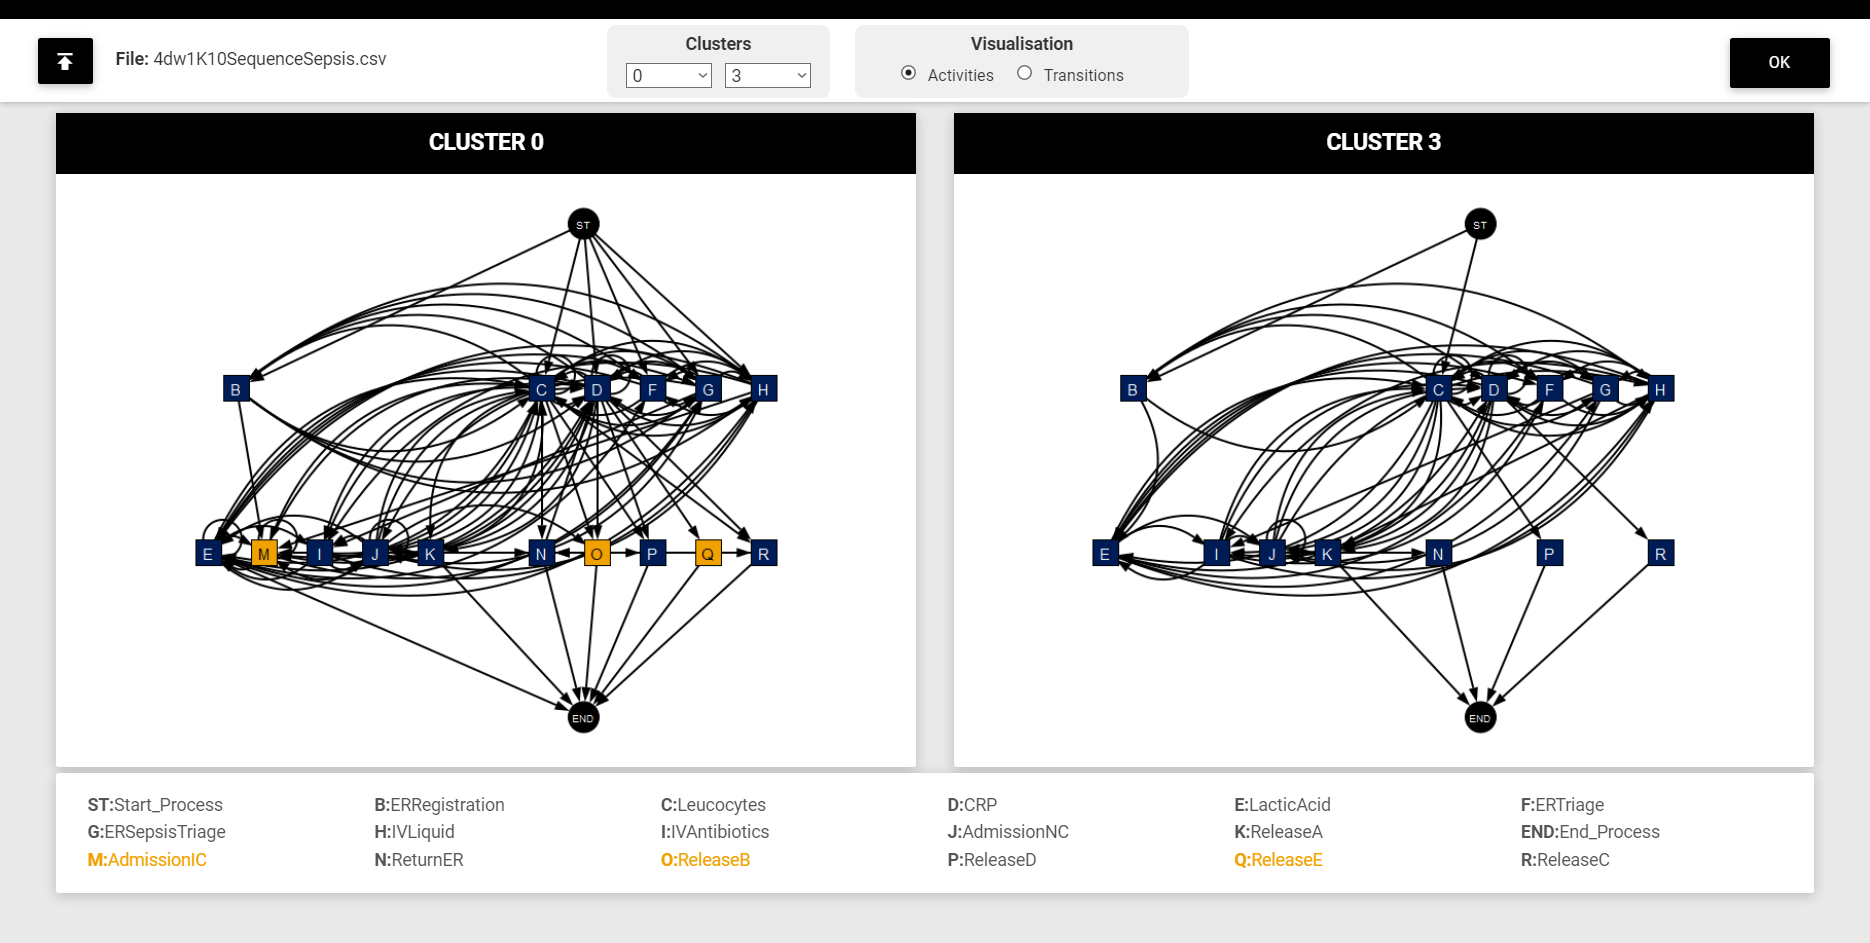 File: 4dw1K10SequenceSepsis.csv
Clusters
0 3
Visualisation
Activities Transitions
OK
CLUSTER 0
ST
B C D F G H
E M I J K N O P Q R
END
CLUSTER 3
ST
B C D F G H
E I J K N P R
END
ST:Start_Process B:ERRegistration C:Leucocytes D:CRP E:LacticAcid F:ERTriage
G:ERSepsisTriage H:IVLiquid I:IVAntibiotics J:AdmissionNC K:ReleaseA END:End_Process
M:AdmissionIC N:ReturnER O:ReleaseB P:ReleaseD Q:ReleaseE R:ReleaseC